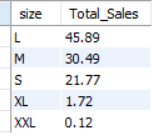 size Total_Sales
L 45.89
M 30.49
S 21.77
XL 1.72
XXL 0.12